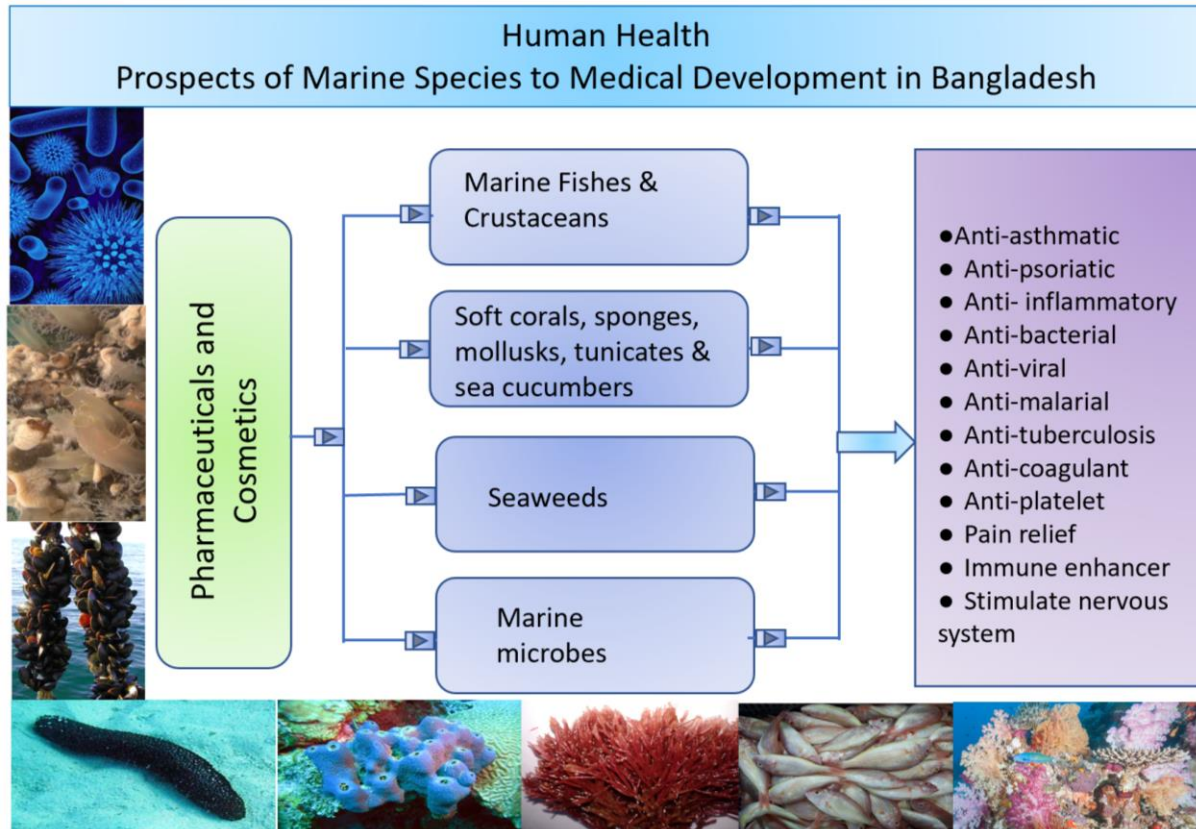 Human Health
Prospects of Marine Species to Medical Development in Bangladesh
Pharmaceuticals and
Cosmetics
Marine Fishes &
Crustaceans
Soft corals, sponges,
mollusks, tunicates &
sea cucumbers
Seaweeds
Marine
microbes
●Anti-asthmatic
● Anti-psoriatic
● Anti- inflammatory
● Anti-bacterial
● Anti-viral
● Anti-malarial
● Anti-tuberculosis
● Anti-coagulant
● Anti-platelet
● Pain relief
● Immune enhancer
● Stimulate nervous
system